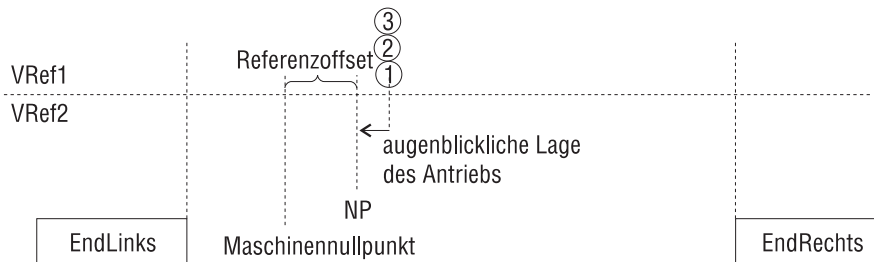 ③
②
Referenzoffset ①
VRef1
VRef2
augenblickliche Lage
des Antriebs
NP
EndLinks
Maschinennullpunkt
EndRechts